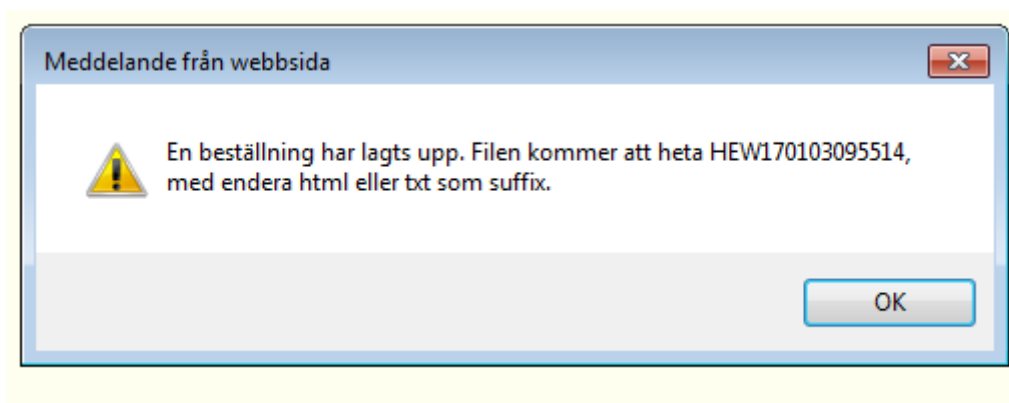 Meddelande från webbsida
En beställning har lagts upp. Filen kommer att heta HEW170103095514,
med endera html eller txt som suffix.
OK